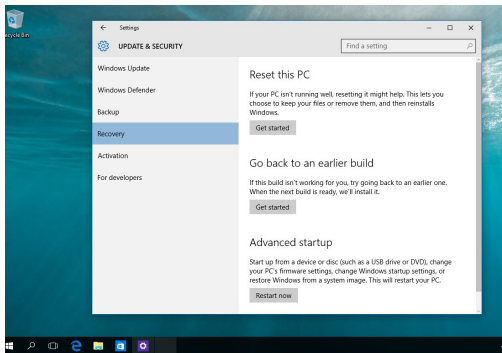 Recycle Bin
Settings
UPDATE & SECURITY
Find a setting
Windows Update
Windows Defender
Backup
Recovery
Activation
For developers
Reset this PC
If your PC isn't running well, resetting it might help. This lets you
choose to keep your files or remove them, and then reinstalls
Windows.
Get started
Go back to an earlier build
If this build isn't working for you, try going back to an earlier one.
When the next build is ready, we'll install it.
Get started
Advanced startup
Start up from a device or disc (such as a USB drive or DVD), change
your PC's firmware settings, change Windows startup settings, or
restore Windows from a system image. This will restart your PC.
Restart now